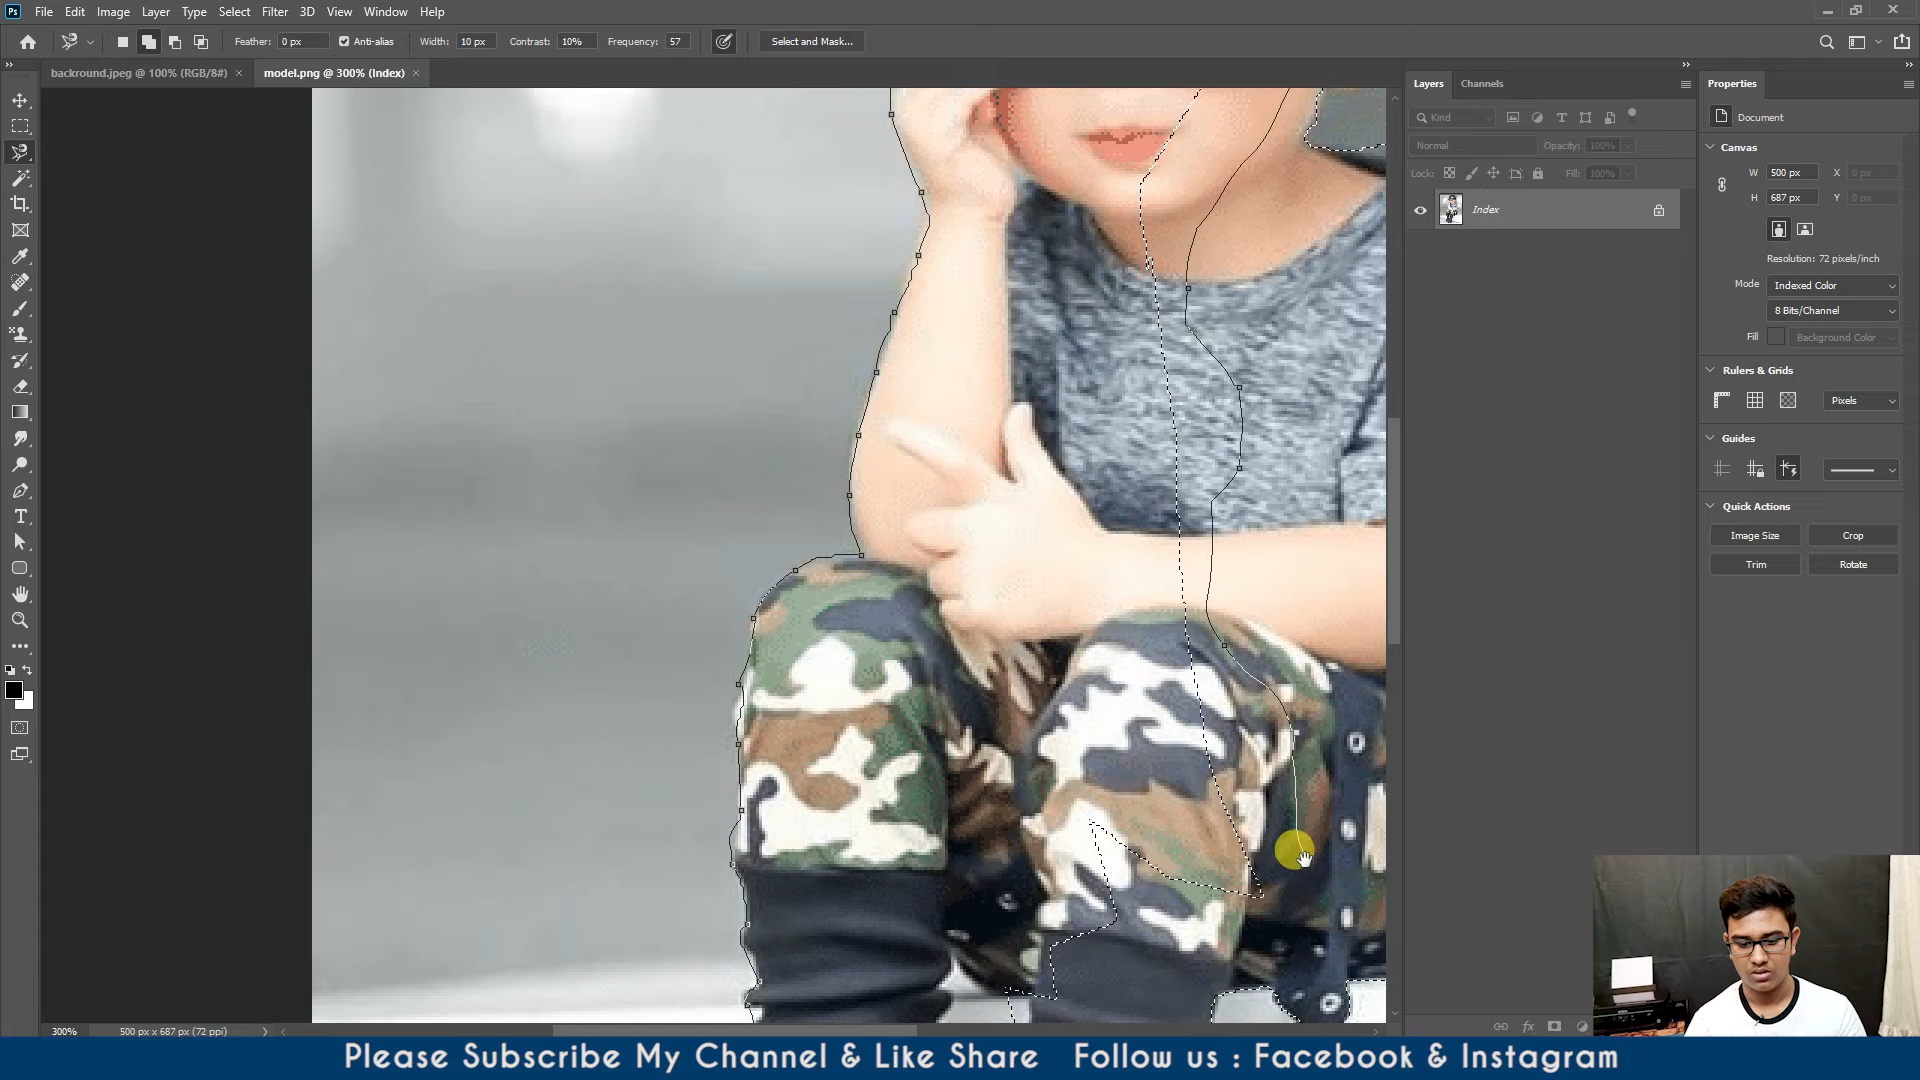 Ps File Edit Image Layer Type Select Filter 3D View Window Help
Feather: 0 px Anti-alias Width: 10 px Contrast: 10% Frequency: 57 Select and Mask...
backround.jpeg @ 100% (RGB/8#) × model.png @ 300% (Index) ×
Layers Channels
Kind
Normal Opacity: 100%
Lock: Fill: 100%
Index
Properties
Document
Canvas
W 500 px X 0 px
H 687 px Y 0 px
Resolution: 72 pixels/inch
Mode Indexed Color
8 Bits/Channel
Fill Background Color
Rulers & Grids
Pixels
Guides
Quick Actions
Image Size Crop
Trim Rotate
fx
300% 500 px x 687 px (72 ppi)
Please Subscribe My Channel & Like Share Follow us : Facebook & Instagram